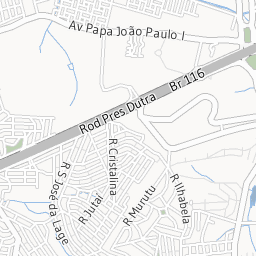 Av Papa João Paulo I
Rod Pres Dutra
Br 116
R Cristalina
R S José da Lage
R Jutaí
R Murutu
R Ilhabela